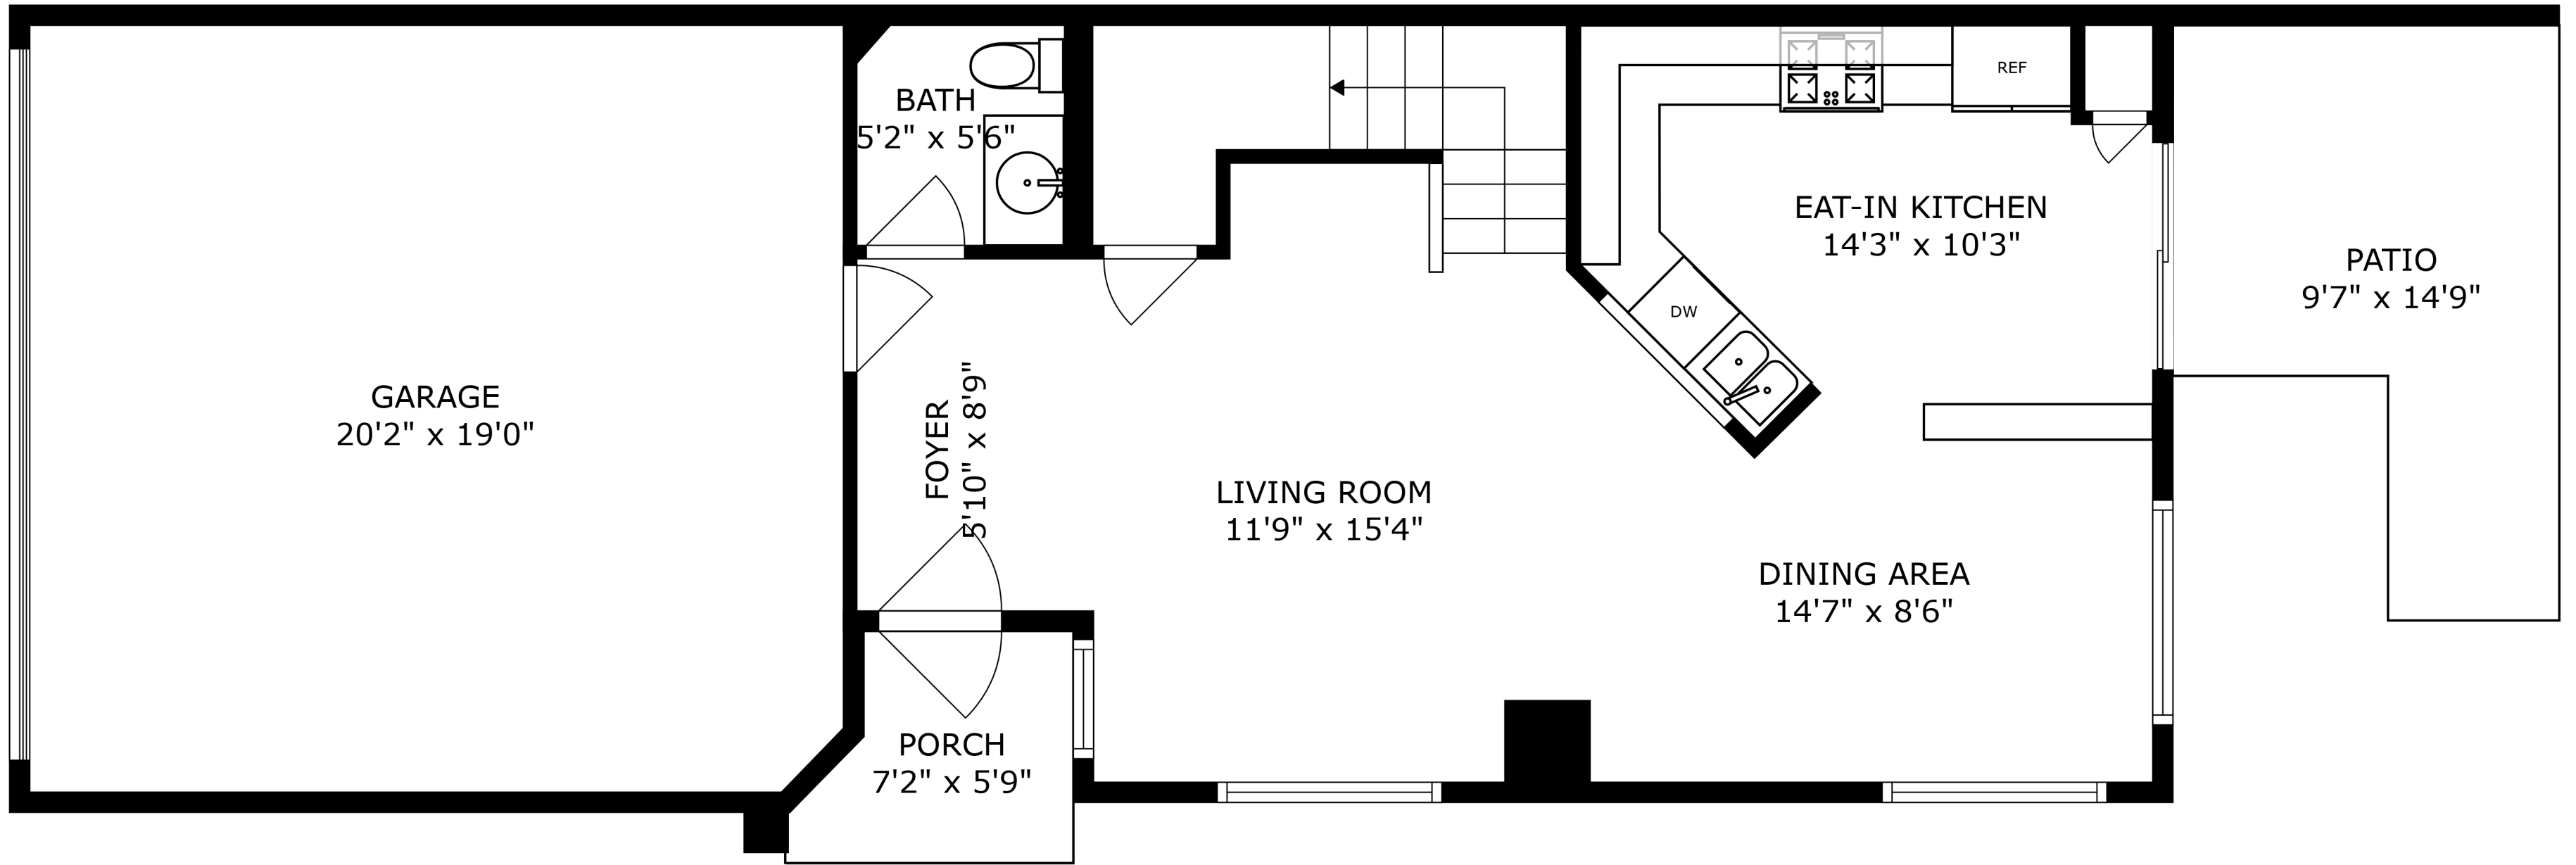 BATH
5'2" x 5'6"
REF
EAT-IN KITCHEN
14'3" x 10'3"
PATIO
9'7" x 14'9"
DW
GARAGE
20'2" x 19'0"
FOYER
5'10" x 8'9"
LIVING ROOM
11'9" x 15'4"
DINING AREA
14'7" x 8'6"
PORCH
7'2" x 5'9"